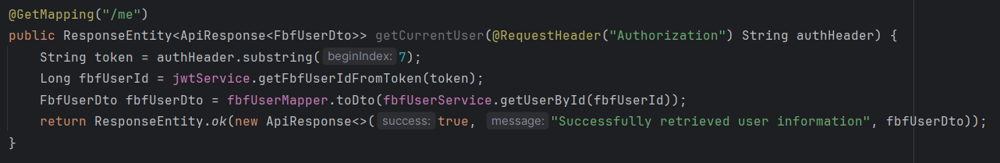 @GetMapping("/me")
public ResponseEntity<ApiResponse<FbfUserDto>> getCurrentUser(@RequestHeader("Authorization") String authHeader) {
    String token = authHeader.substring( beginIndex: 7);
    Long fbfUserId = jwtService.getFbfUserIdFromToken(token);
    FbfUserDto fbfUserDto = fbfUserMapper.toDto(fbfUserService.getUserById(fbfUserId));
    return ResponseEntity.ok(new ApiResponse<>( success: true, message: "Successfully retrieved user information", fbfUserDto));
}